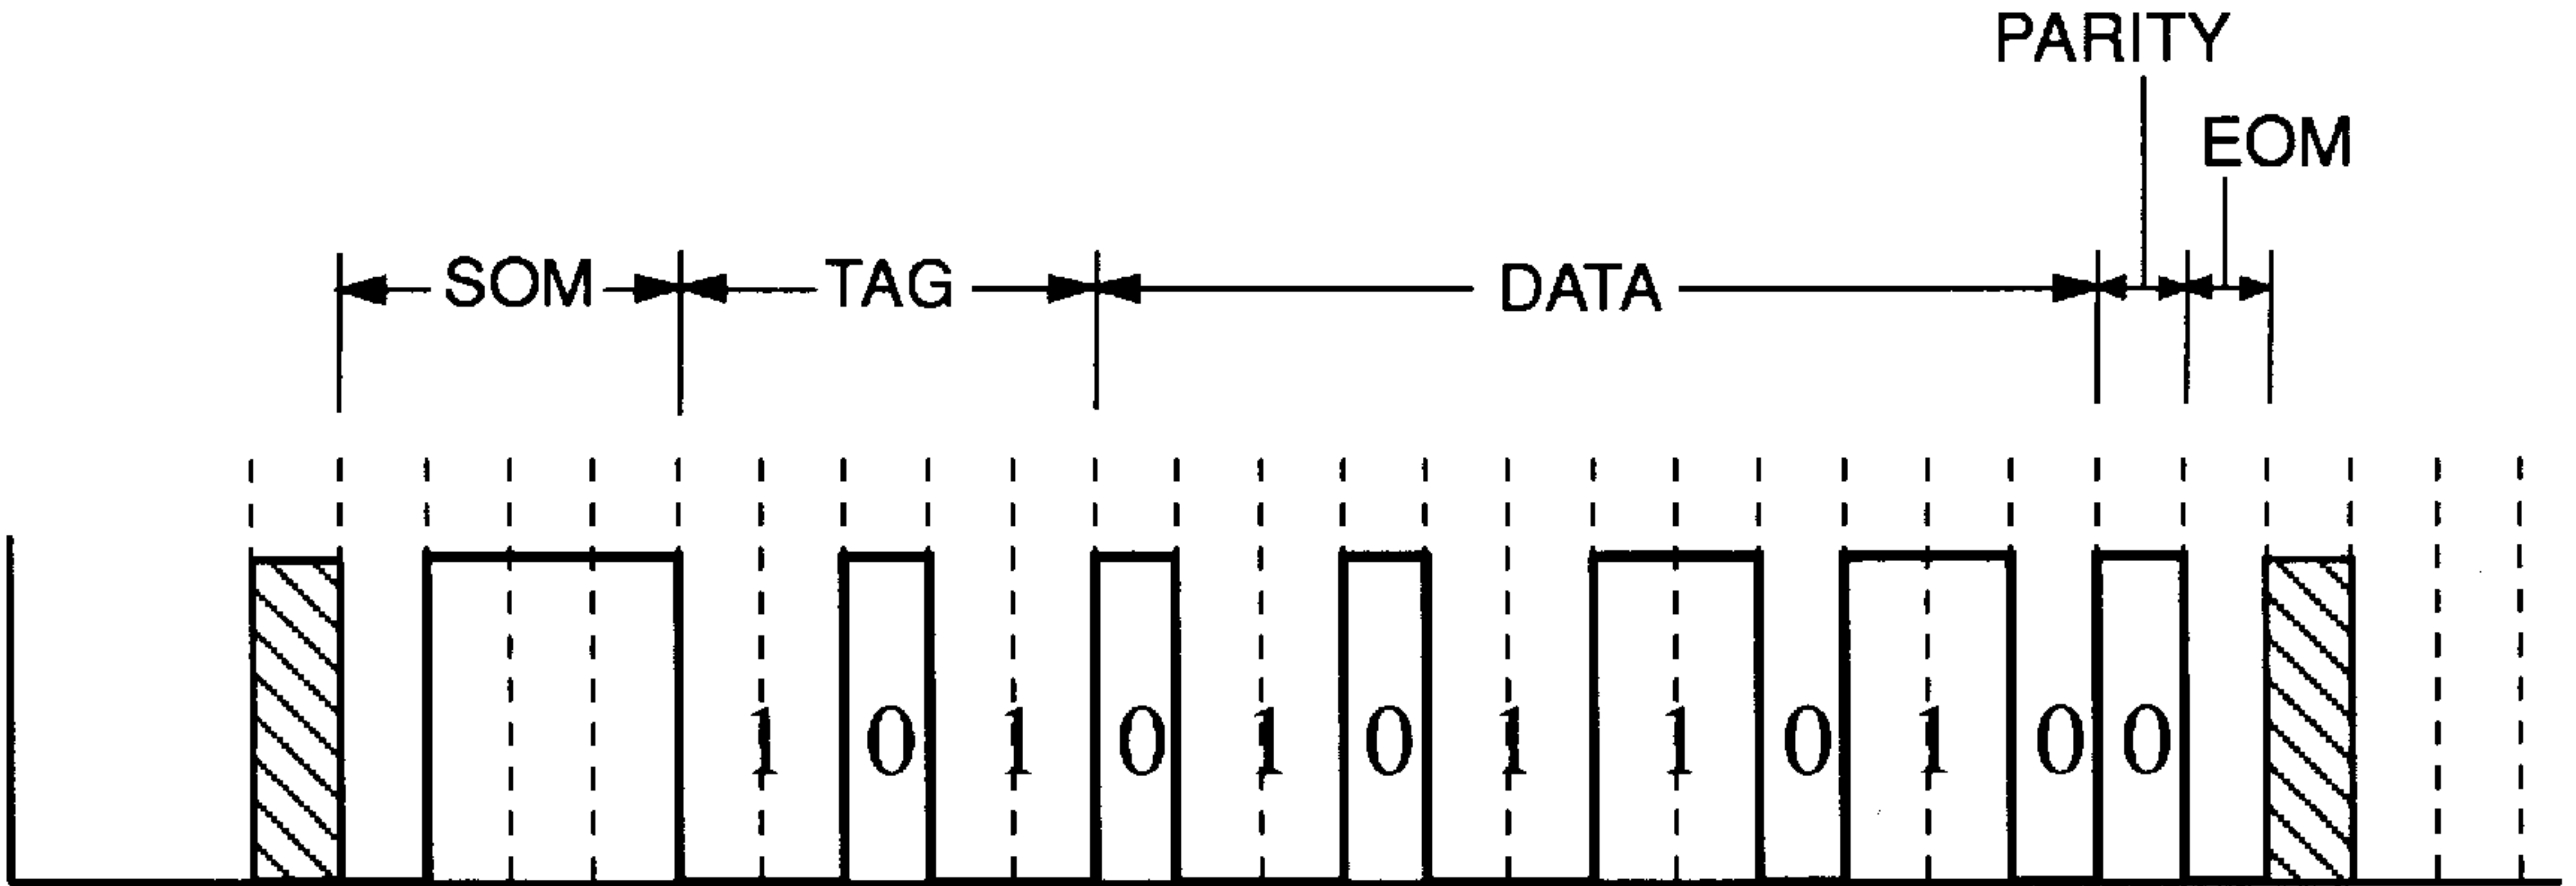 PARITY
EOM
SOM TAG DATA
1 0 1 0 1 0 1 1 0 1 0 0